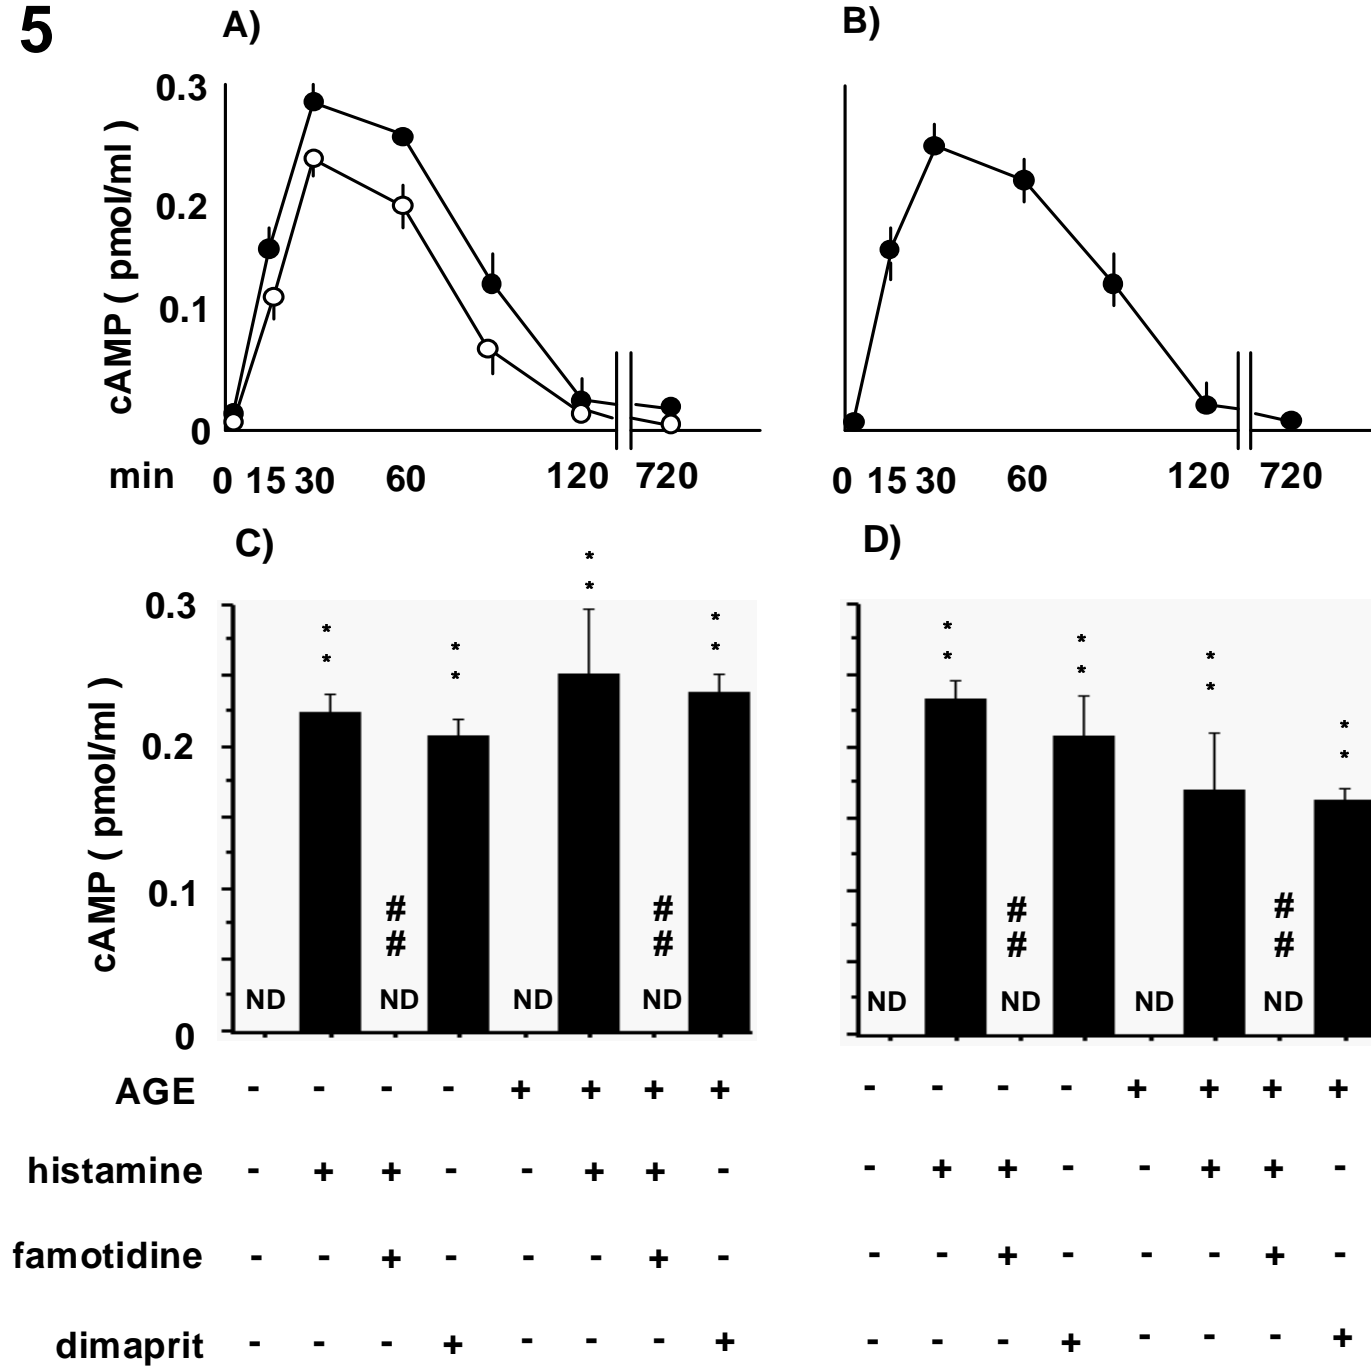 5
A)
B)
0.3
0.2
0.1
0
cAMP ( pmol/ml )
min 0 15 30 60 120 720
0 15 30 60 120 720
C)
D)
0.3
0.2
0.1
0
cAMP ( pmol/ml )
* * * * * * * *
* * * * * * * *
# # # #
# # # #
ND ND ND ND ND ND ND ND
AGE - - - - + + + + - - - - + + + +
histamine - + + - - + + - - + + - - + + -
famotidine - - + - - - + - - - + - - - + -
dimaprit - - - + - - - + - - - + - - - +